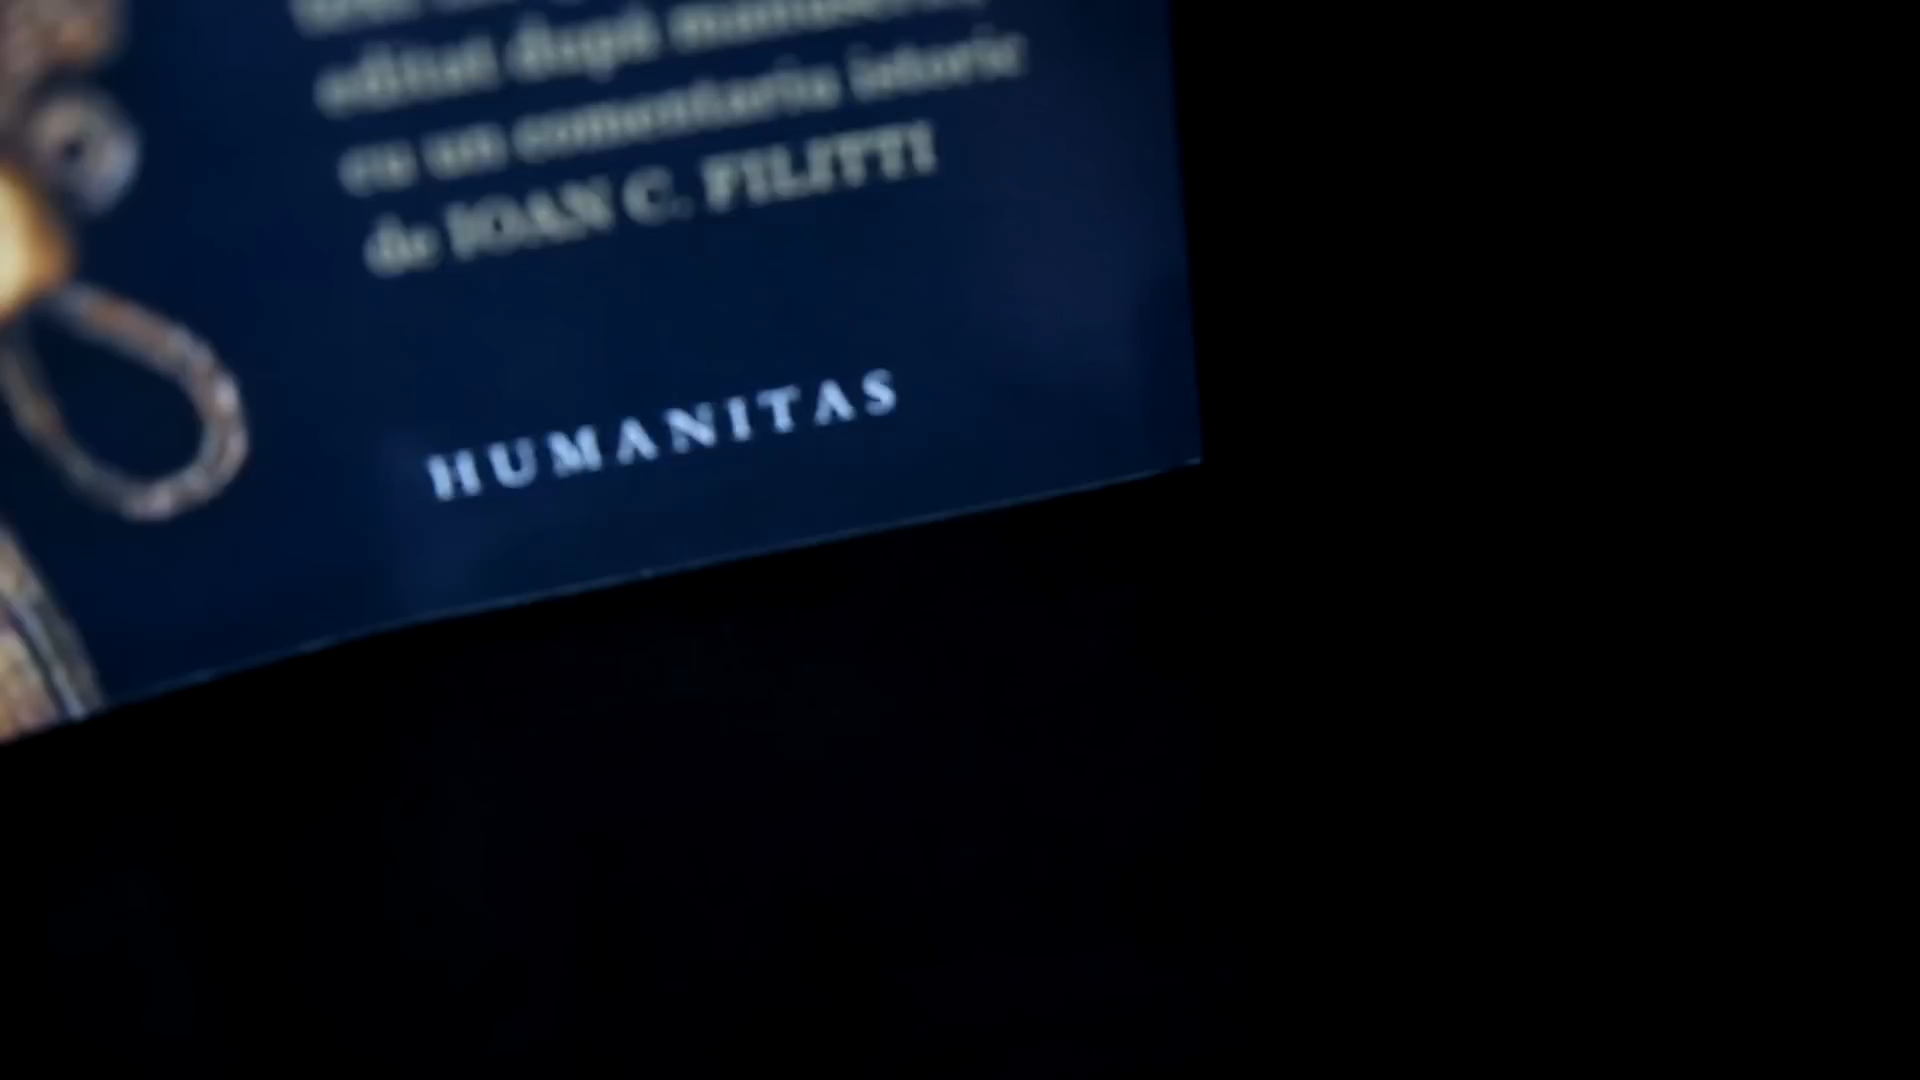 editat după manuscris
cu un comentariu istoric
de IOAN C. FILITTI
HUMANITAS